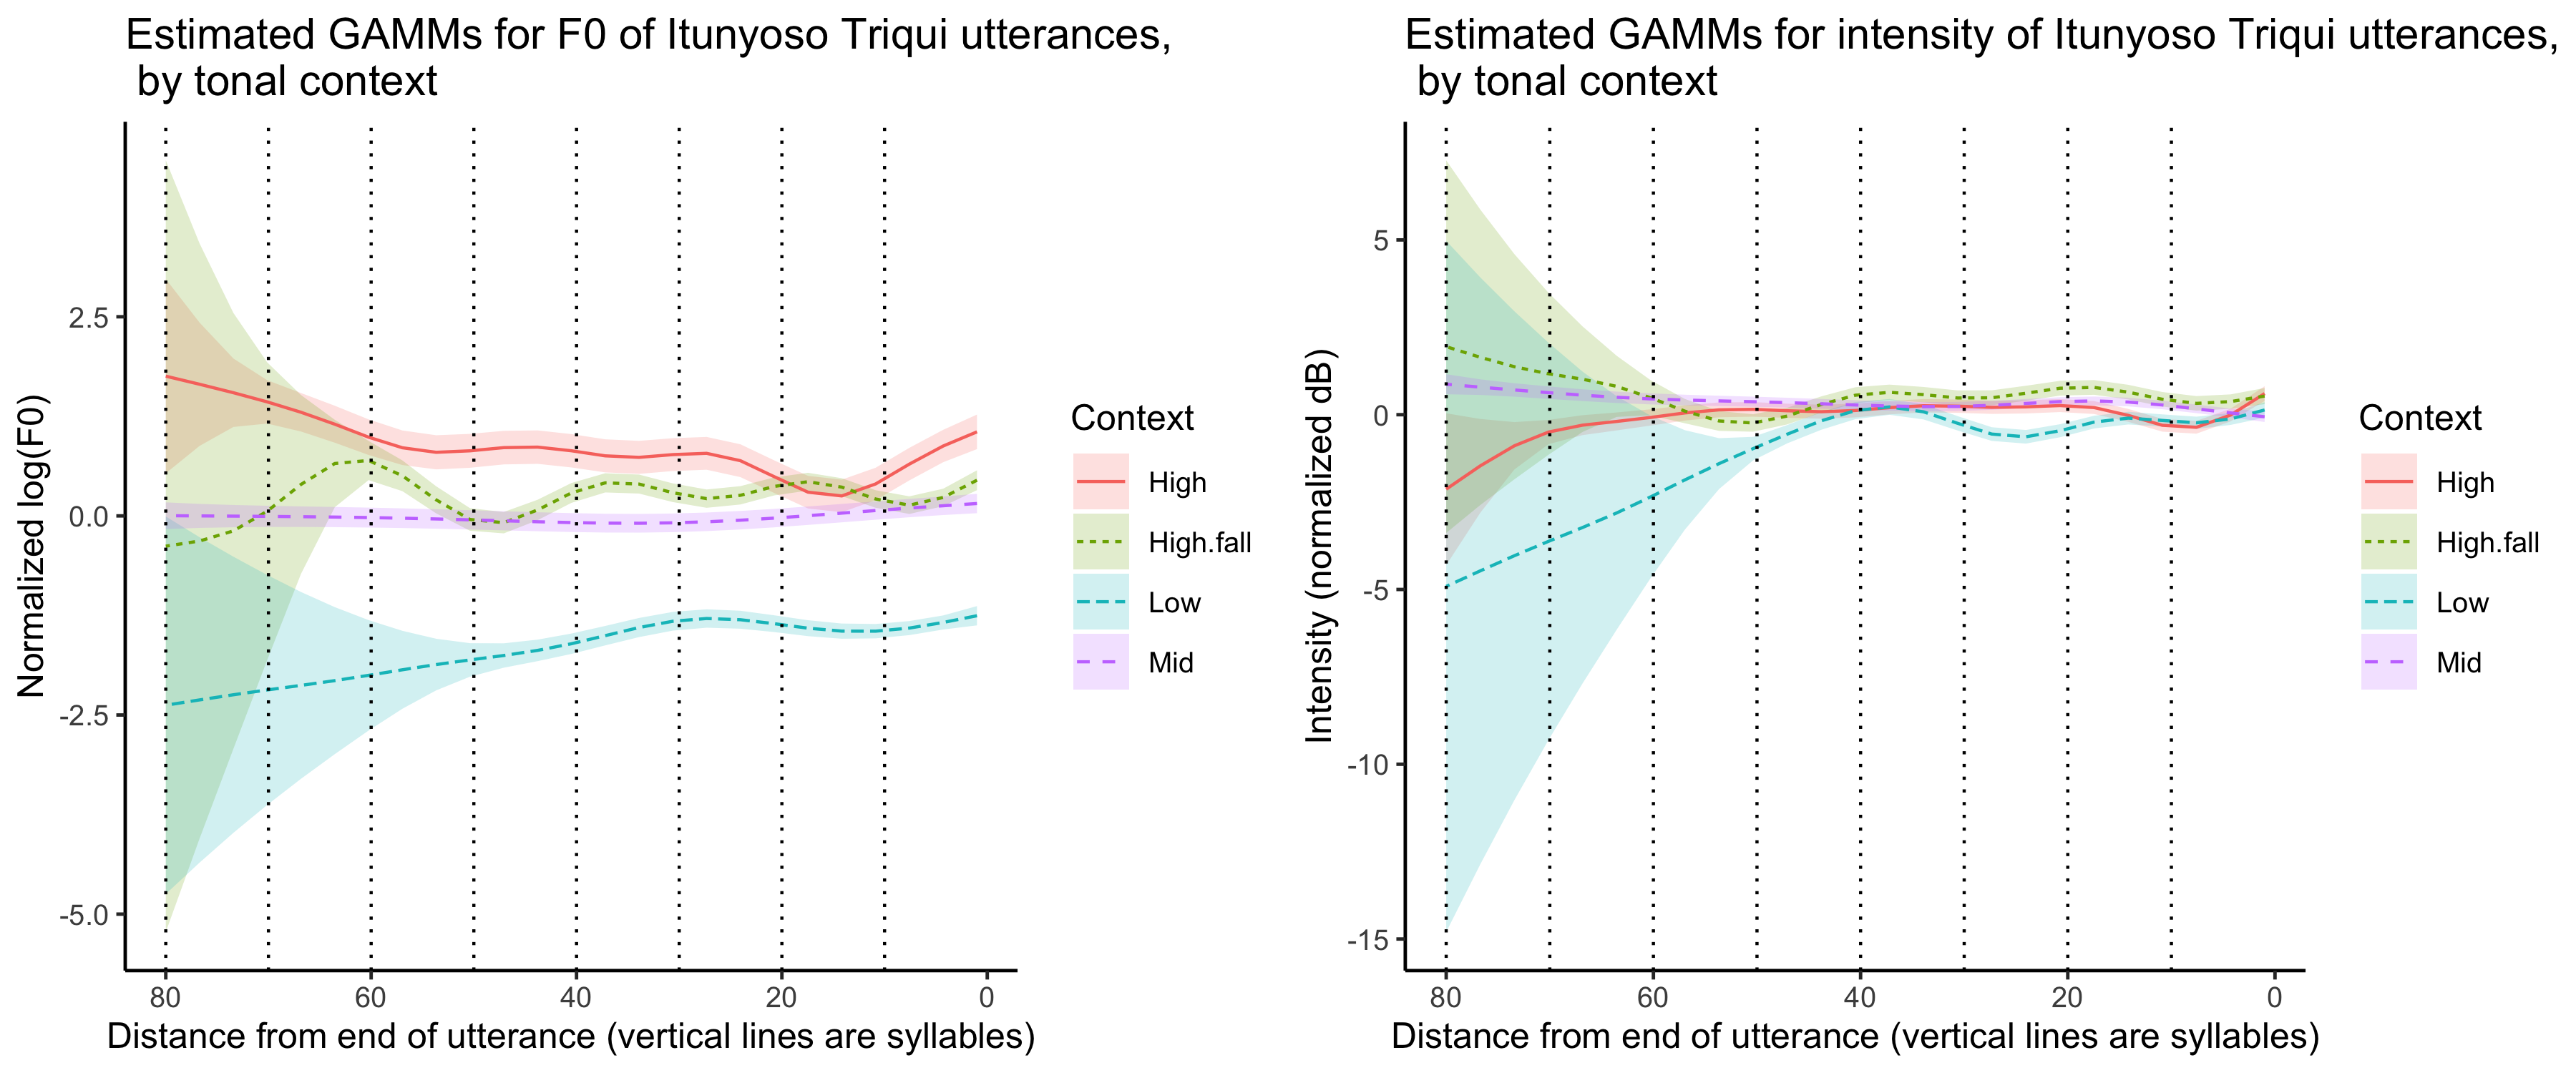 Estimated GAMMs for F0 of Itunyoso Triqui utterances,
by tonal context
Normalized log(F0)
2.5
0.0
-2.5
-5.0
80
60
40
20
0
Distance from end of utterance (vertical lines are syllables)
Context
High
High.fall
Low
Mid
Estimated GAMMs for intensity of Itunyoso Triqui utterances,
by tonal context
Intensity (normalized dB)
5
0
-5
-10
-15
80
60
40
20
0
Distance from end of utterance (vertical lines are syllables)
Context
High
High.fall
Low
Mid